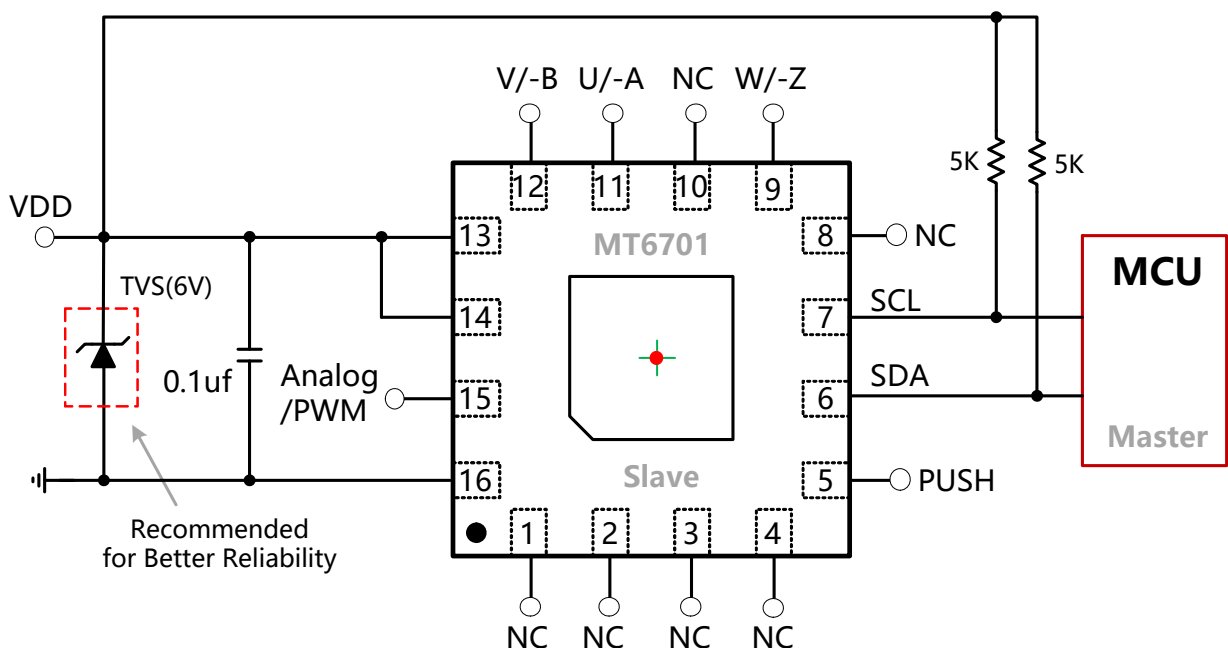 V/-B U/-A NC W/-Z
5K 5K
12 11 10 9
VDD
13 MT6701 8 NC
MCU
TVS(6V)
14 7 SCL
0.1uf
Analog
/PWM
15 6 SDA
Master
16 Slave 5 PUSH
Recommended
for Better Reliability
1 2 3 4
NC NC NC NC